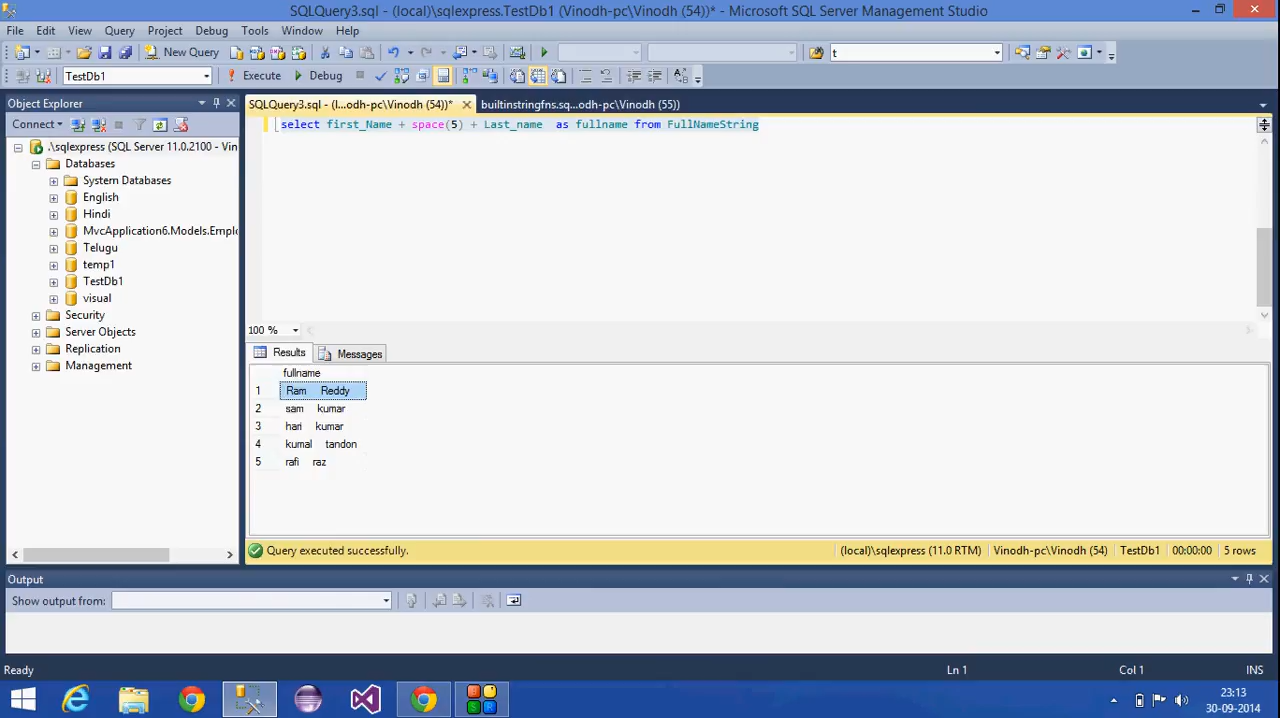 SQLQuery3.sql - (local)\sqlexpress.TestDb1 (Vinodh-pc\Vinodh (54))* - Microsoft SQL Server Management Studio
File Edit View Query Project Debug Tools Window Help
New Query t
TestDb1 Execute Debug
Object Explorer
SQLQuery3.sql - (l...odh-pc\Vinodh (54))* builtinstringfns.sq...odh-pc\Vinodh (55))
Connect
select first_Name + space(5) + Last_name  as fullname from FullNameString
.\sqlexpress (SQL Server 11.0.2100 - Vin
Databases
System Databases
English
Hindi
MvcApplication6.Models.Emplo
Telugu
temp1
TestDb1
visual
Security
Server Objects
Replication
Management
100 %
Results Messages
fullname
1 Ram     Reddy
2 sam     kumar
3 hari     kumar
4 kumal     tandon
5 rafi     raz
Query executed successfully. (local)\sqlexpress (11.0 RTM) Vinodh-pc\Vinodh (54) TestDb1 00:00:00 5 rows
Output
Show output from:
Ready Ln 1 Col 1 INS
23:13
30-09-2014